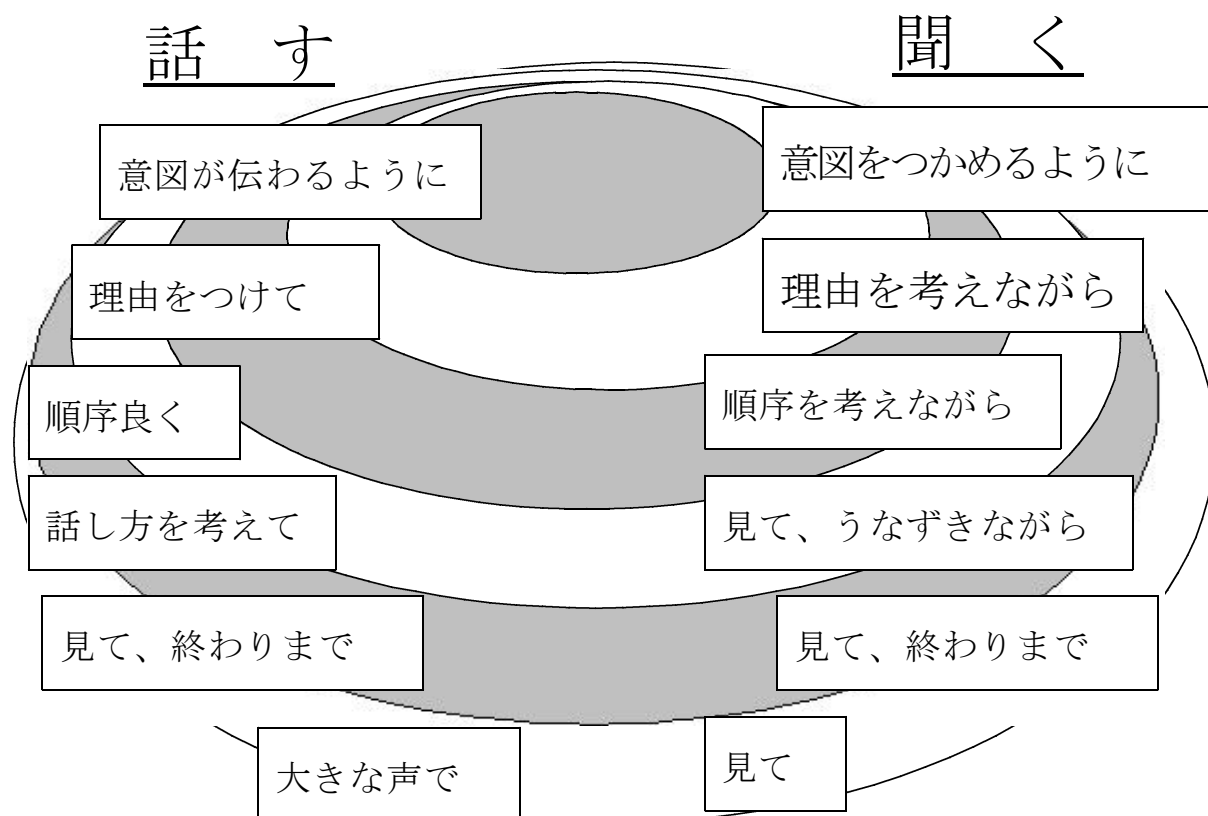 話　す
聞　く
意図が伝わるように
意図をつかめるように
理由をつけて
理由を考えながら
順序良く
順序を考えながら
話し方を考えて
見て、うなずきながら
見て、終わりまで
見て、終わりまで
大きな声で
見て